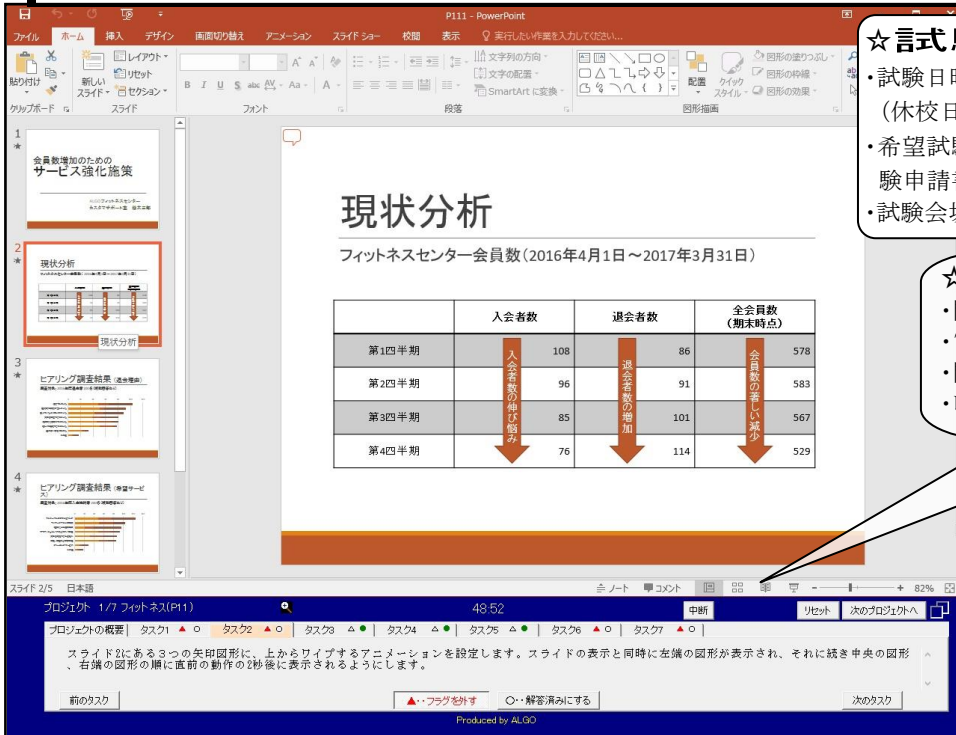 P111 - PowerPoint
ファイル ホーム 挿入 デザイン 画面切り替え アニメーション スライド ショー 校閲 表示 実行したい作業を入力してください...
貼り付け
新しいスライド
レイアウト
リセット
セクション
B I U S abc AV Aa A
文字列の方向
文字の配置
SmartArt に変換
配置
クイック スタイル
図形の塗りつぶし
図形の枠線
図形の効果
クリップボード スライド フォント 段落 図形描画
1
会員数増加のための
サービス強化施策
2
現状分析
現状分析
3
ヒアリング調査結果(退会理由)
4
ヒアリング調査結果(希望サービス)
現状分析
フィットネスセンター会員数(2016年4月1日～2017年3月31日)
入会者数 退会者数 全会員数
(期末時点)
第1四半期 108 86 578
第2四半期 96 91 583
第3四半期 85 101 567
第4四半期 76 114 529
入会者数の伸び悩み
退会者数の増加
会員数の著しい減少
☆
・試験日
（休校日
・希望試
験申請
・試験会
☆
スライド 2/5 日本語 ノート コメント 82%
プロジェクト 1/7 フィットネス(P11) 48:52 中断 リセット 次のプロジェクトへ
プロジェクトの概要 タスク1 ▲ ○ タスク2 ▲ ○ タスク3 △ ● タスク4 △ ● タスク5 △ ● タスク6 ▲ ○ タスク7 ▲ ○
スライド2にある３つの矢印図形に、上からワイプするアニメーションを設定します。スライドの表示と同時に左端の図形が表示され、それに続き中央の図形
、右端の図形の順に直前の動作の2秒後に表示されるようにします。
前のタスク ▲・・フラグを外す ○・・解答済みにする 次のタスク
Produced by ALGO